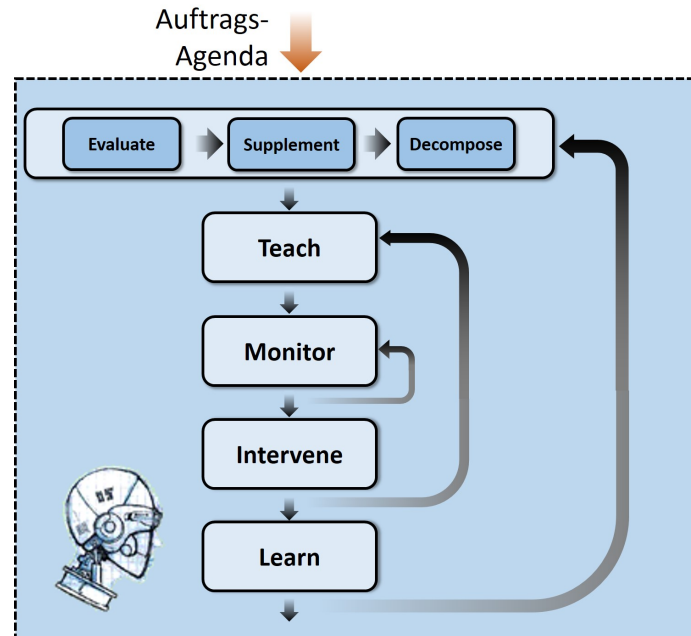 Auftrags-
Agenda
Evaluate
Supplement
Decompose
Teach
Monitor
Intervene
Learn